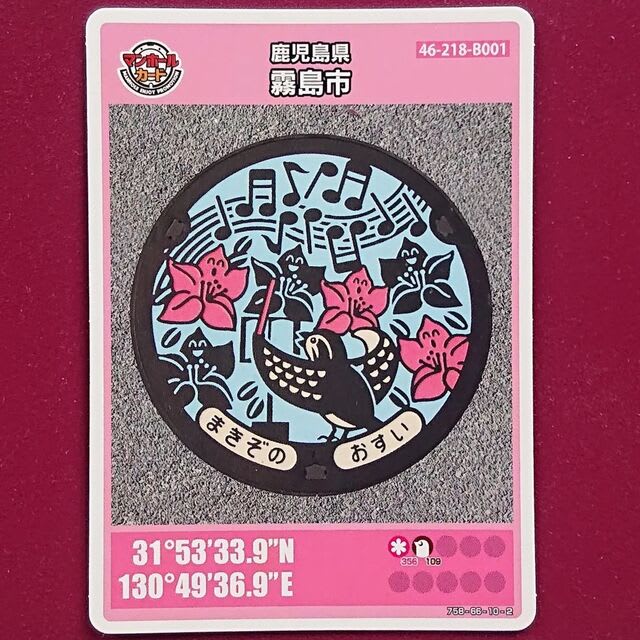 マンホール
カード
鹿児島県
霧島市
46-218-B001
まきぞの
おすい
31°53'33.9"N
130°49'36.9"E
356 109
758-66-10-2